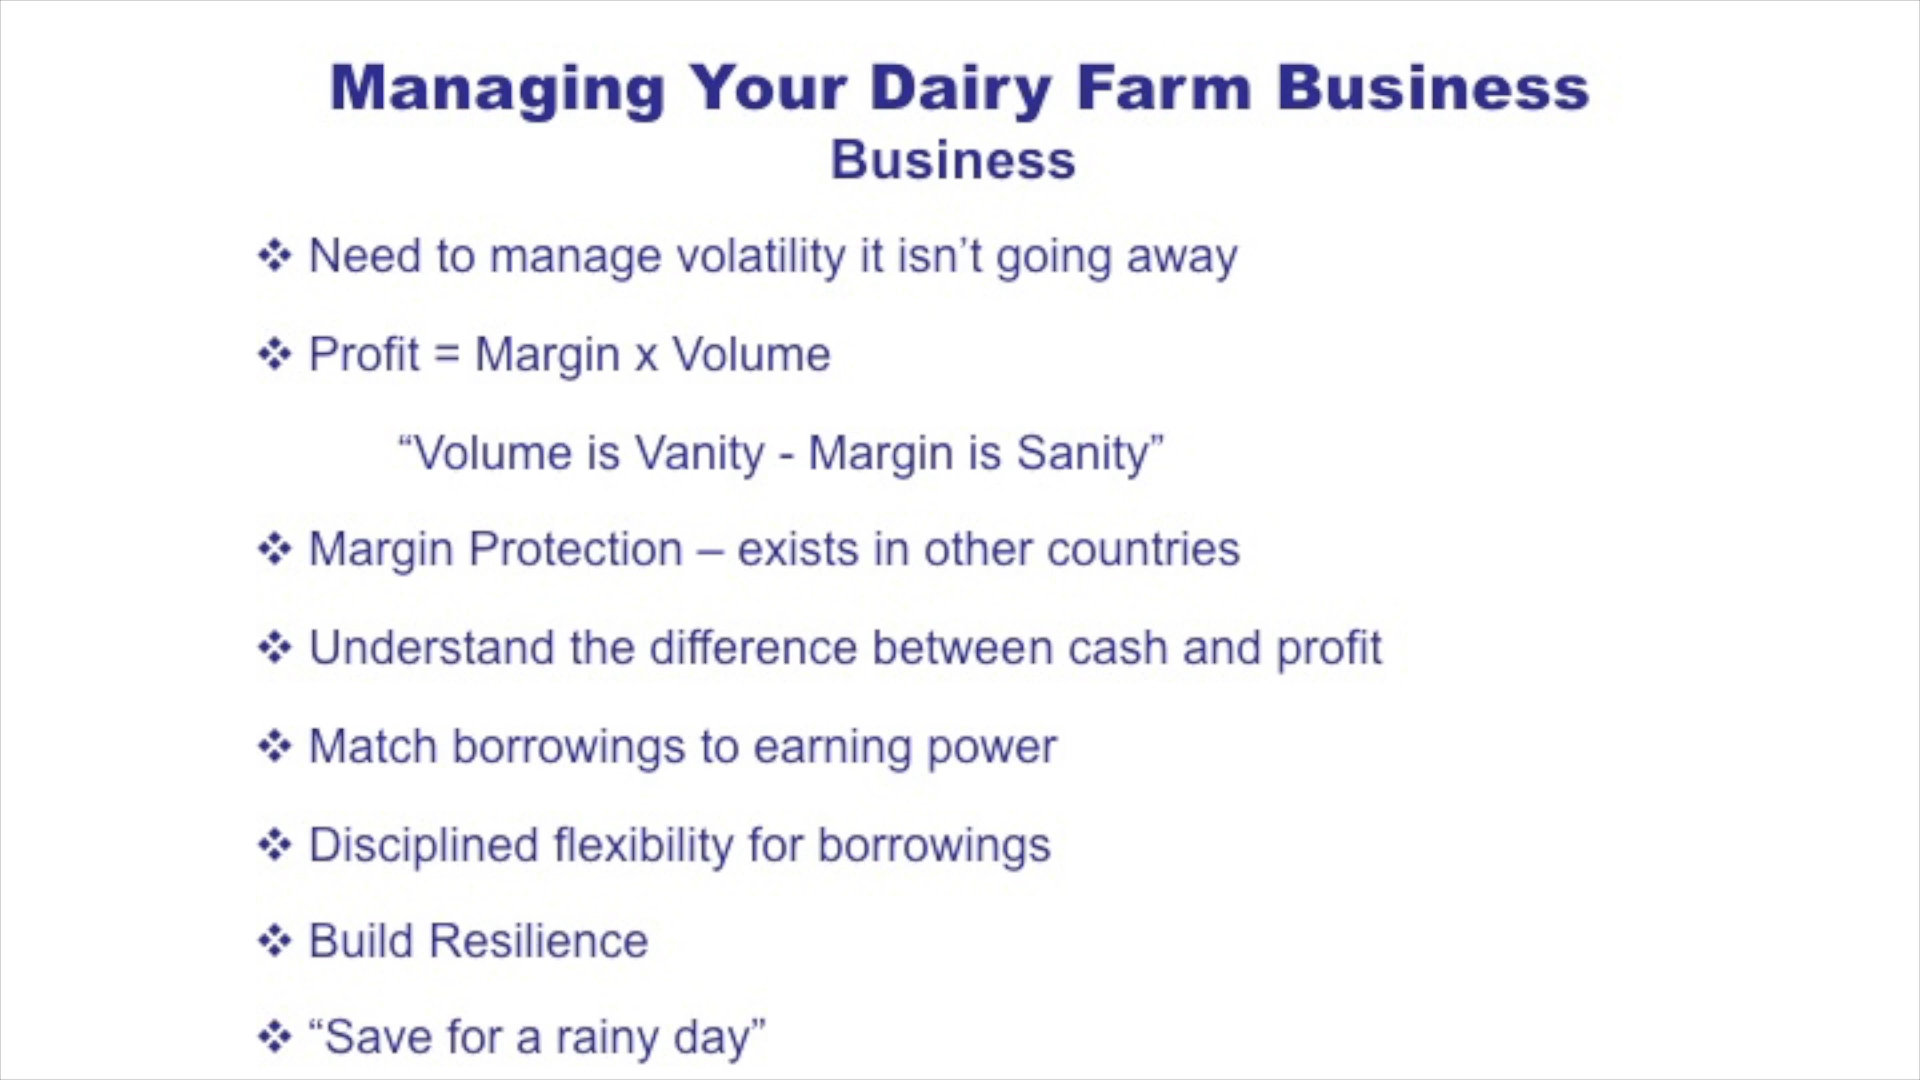 Managing Your Dairy Farm Business
Business
❖ Need to manage volatility it isn’t going away
❖ Profit = Margin x Volume
“Volume is Vanity - Margin is Sanity”
❖ Margin Protection – exists in other countries
❖ Understand the difference between cash and profit
❖ Match borrowings to earning power
❖ Disciplined flexibility for borrowings
❖ Build Resilience
❖ “Save for a rainy day”